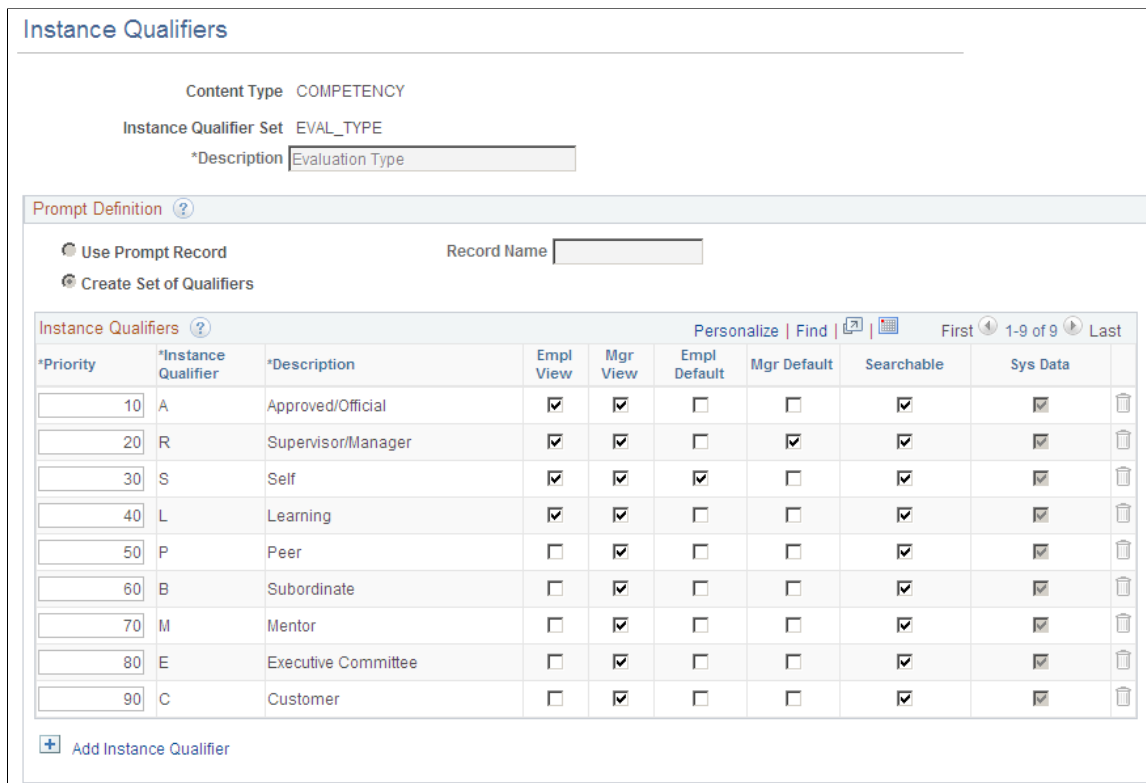 Instance Qualifiers
Content Type COMPETENCY
Instance Qualifier Set EVAL_TYPE
*Description Evaluation Type
Prompt Definition ?
Use Prompt Record Record Name
Create Set of Qualifiers
Instance Qualifiers ? Personalize | Find | | First 1-9 of 9 Last
*Priority *Instance Qualifier *Description Empl View Mgr View Empl Default Mgr Default Searchable Sys Data
10 A Approved/Official
20 R Supervisor/Manager
30 S Self
40 L Learning
50 P Peer
60 B Subordinate
70 M Mentor
80 E Executive Committee
90 C Customer
Add Instance Qualifier